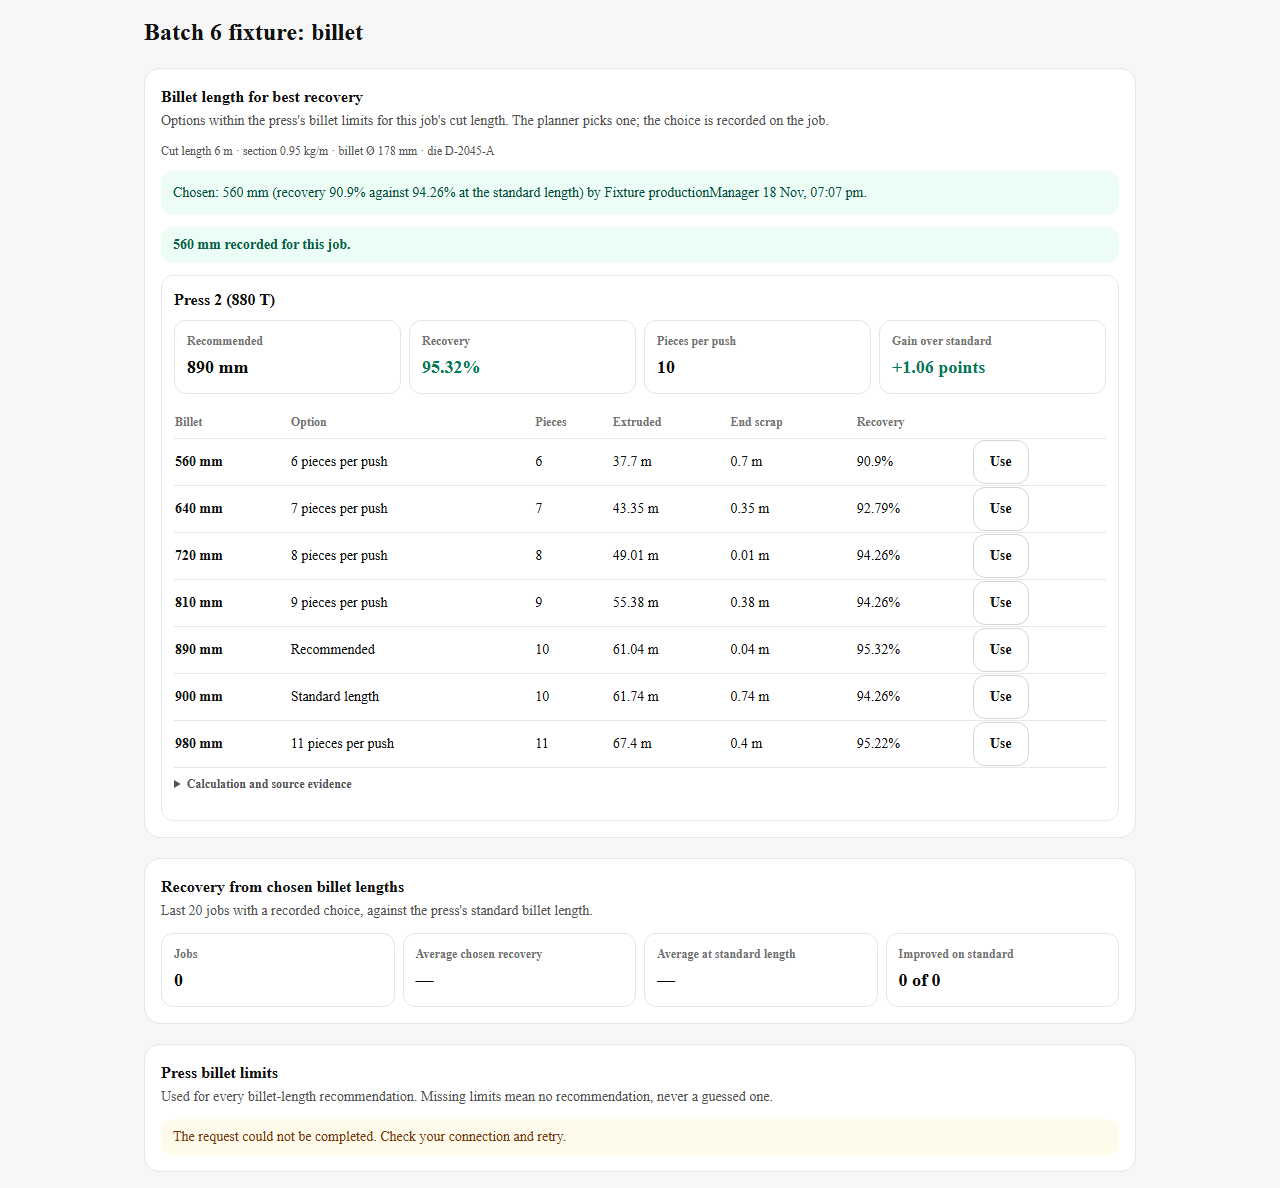 Batch 6 fixture: billet
Billet length for best recovery
Options within the press's billet limits for this job's cut length. The planner picks one; the choice is recorded on the job.
Cut length 6 m · section 0.95 kg/m · billet Ø 178 mm · die D-2045-A
Chosen: 560 mm (recovery 90.9% against 94.26% at the standard length) by Fixture productionManager 18 Nov, 07:07 pm.
560 mm recorded for this job.
Press 2 (880 T)
Recommended Recovery Pieces per push Gain over standard
890 mm 95.32% 10 +1.06 points
Billet Option Pieces Extruded End scrap Recovery
560 mm 6 pieces per push 6 37.7 m 0.7 m 90.9% Use
640 mm 7 pieces per push 7 43.35 m 0.35 m 92.79% Use
720 mm 8 pieces per push 8 49.01 m 0.01 m 94.26% Use
810 mm 9 pieces per push 9 55.38 m 0.38 m 94.26% Use
890 mm Recommended 10 61.04 m 0.04 m 95.32% Use
900 mm Standard length 10 61.74 m 0.74 m 94.26% Use
980 mm 11 pieces per push 11 67.4 m 0.4 m 95.22% Use
Calculation and source evidence
Recovery from chosen billet lengths
Last 20 jobs with a recorded choice, against the press's standard billet length.
Jobs Average chosen recovery Average at standard length Improved on standard
0 — — 0 of 0
Press billet limits
Used for every billet-length recommendation. Missing limits mean no recommendation, never a guessed one.
The request could not be completed. Check your connection and retry.